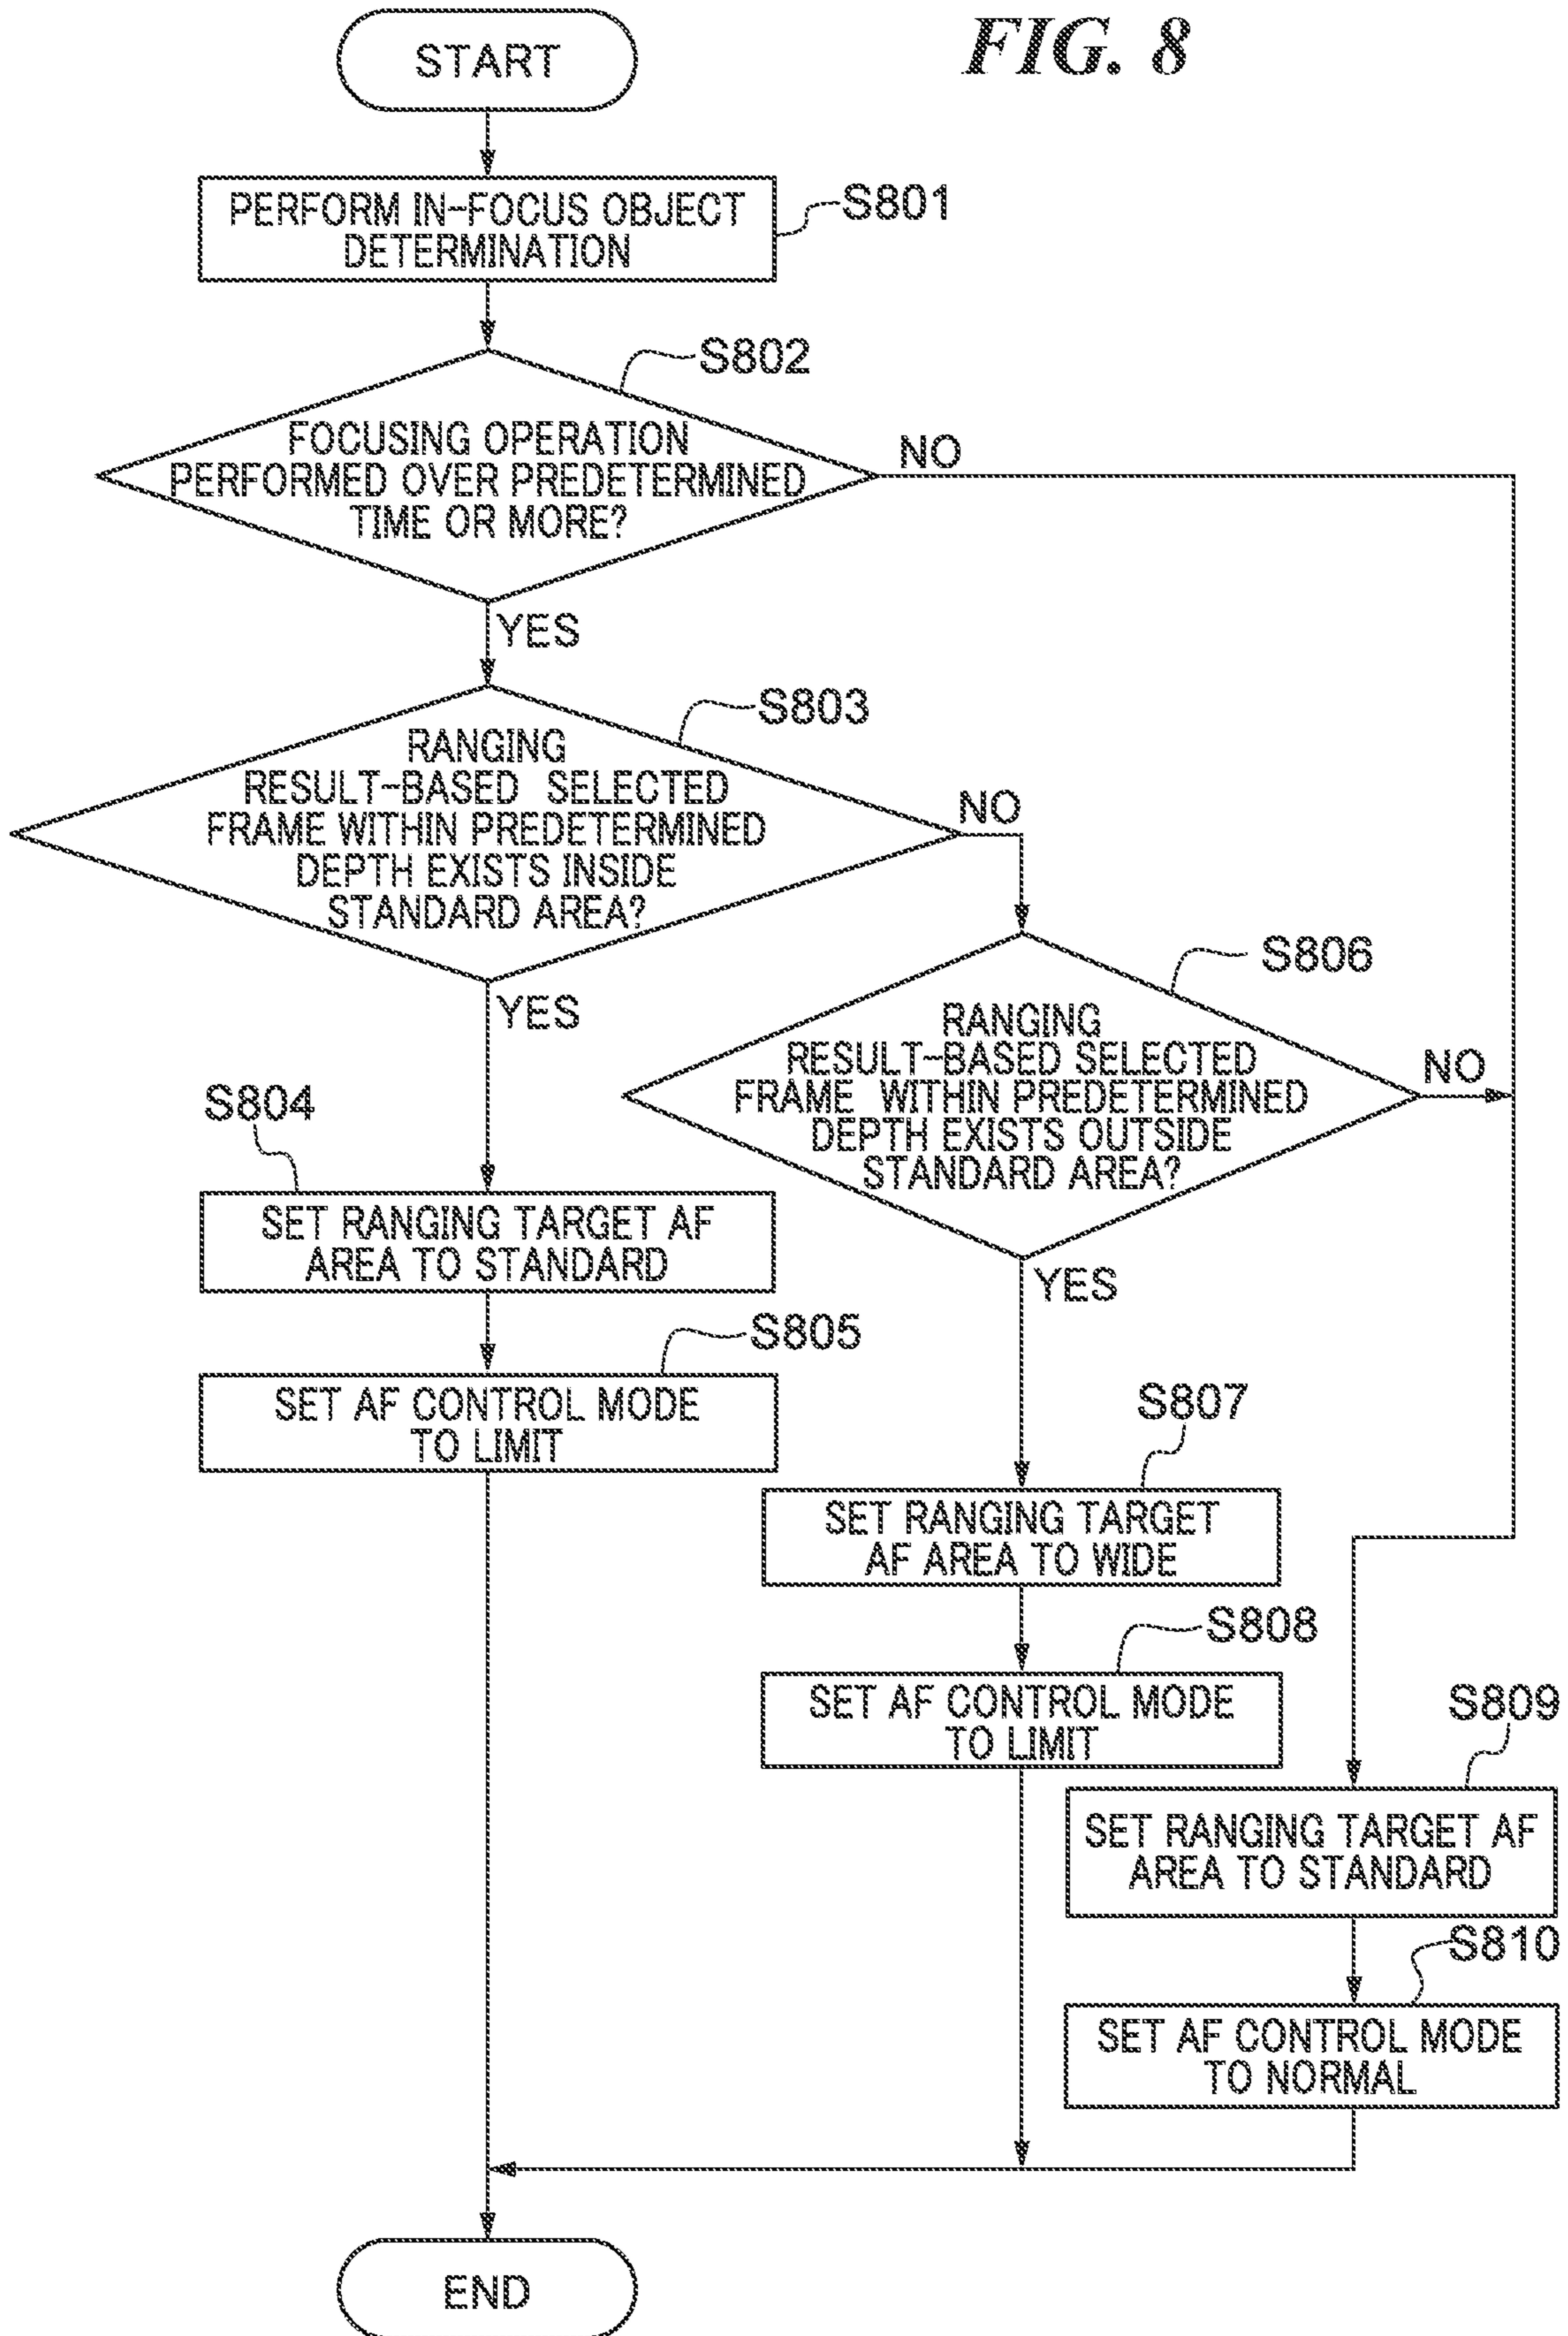 FIG. 8
START
PERFORM IN-FOCUS OBJECT
DETERMINATION
S801
S802
FOCUSING OPERATION
PERFORMED OVER PREDETERMINED
TIME OR MORE?
NO
YES
S803
RANGING
RESULT-BASED SELECTED
FRAME WITHIN PREDETERMINED
DEPTH EXISTS INSIDE
STANDARD AREA?
NO
YES
S806
RANGING
RESULT-BASED SELECTED
FRAME WITHIN PREDETERMINED
DEPTH EXISTS OUTSIDE
STANDARD AREA?
NO
YES
S804
SET RANGING TARGET AF
AREA TO STANDARD
S805
SET AF CONTROL MODE
TO LIMIT
S807
SET RANGING TARGET
AF AREA TO WIDE
S808
SET AF CONTROL MODE
TO LIMIT
S809
SET RANGING TARGET AF
AREA TO STANDARD
S810
SET AF CONTROL MODE
TO NORMAL
END